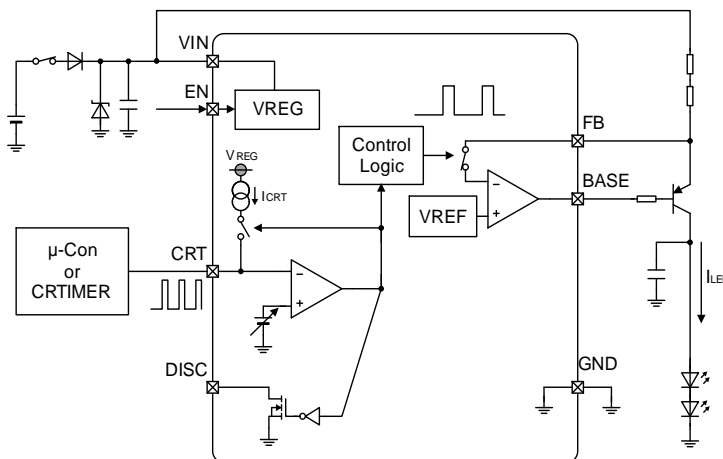 VIN
EN
VREG
FB
Control
Logic
VREG
ICRT
BASE
VREF
−
+
CRT
μ-Con
or
CRTIMER
−
+
DISC
GND